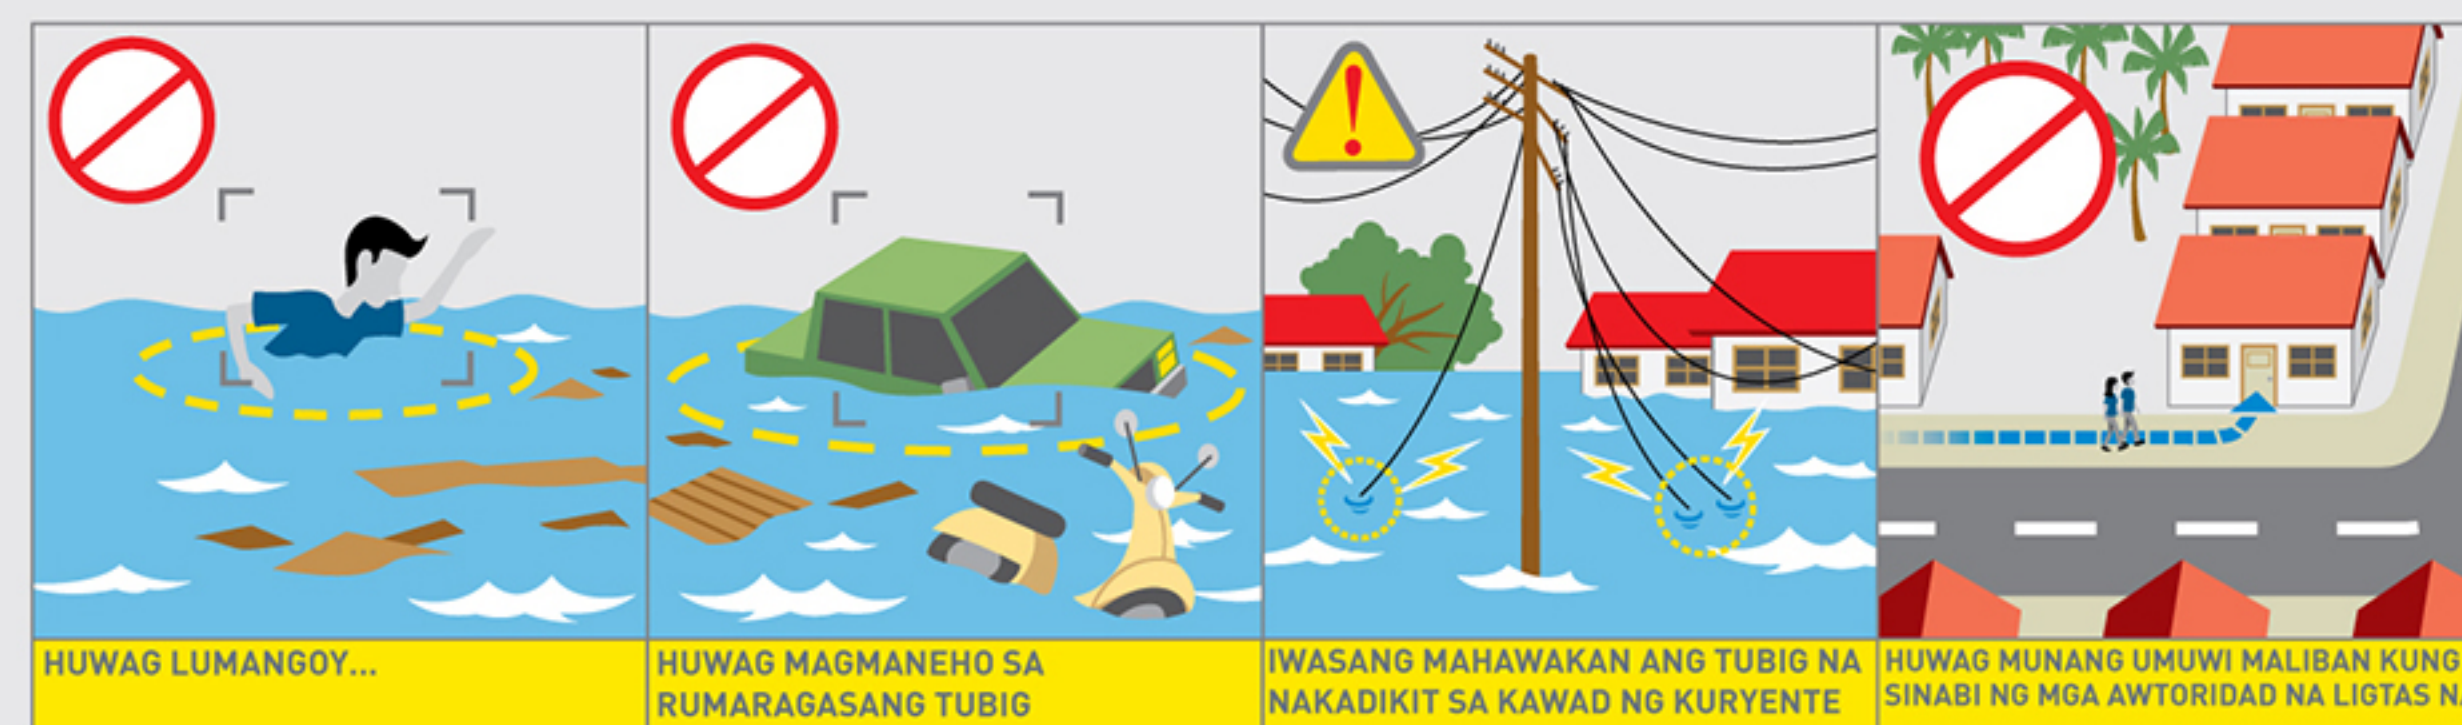 HUWAG LUMANGOY...
HUWAG MAGMANEHO SA
RUMARAGASANG TUBIG
IWASANG MAHAWAKAN ANG TUBIG NA
NAKADIKIT SA KAWAD NG KURYENTE
HUWAG MUNANG UMUWI MALIBAN KUNG
SINABI NG MGA AWTORIDAD NA LIGTAS